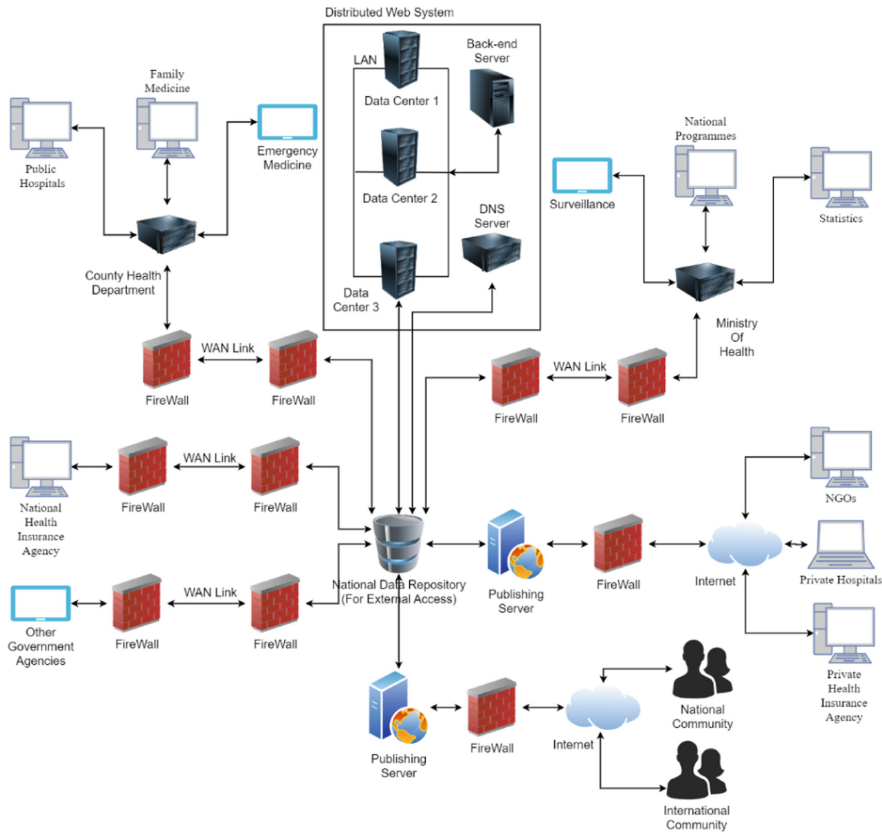 Distributed Web System
LAN
Data Center 1
Back-end
Server
Data Center 2
DNS
Server
Data
Center 3
Family
Medicine
Public
Hospitals
Emergency
Medicine
County Health
Department
National
Programmes
Surveillance
Statistics
Ministry
Of
Health
FireWall
WAN Link
FireWall
FireWall
WAN Link
FireWall
National
Health
Insurance
Agency
FireWall
WAN Link
FireWall
Other
Government
Agencies
FireWall
WAN Link
FireWall
National Data Repository
(For External Access)
Publishing
Server
FireWall
Internet
NGOs
Private Hospitals
Private
Health
Insurance
Agency
Publishing
Server
FireWall
Internet
National
Community
International
Community